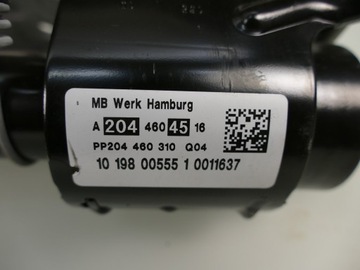 MB Werk Hamburg
A 204 460 45 16
PP204 460 310 Q04
10 198 00555 1 0011637